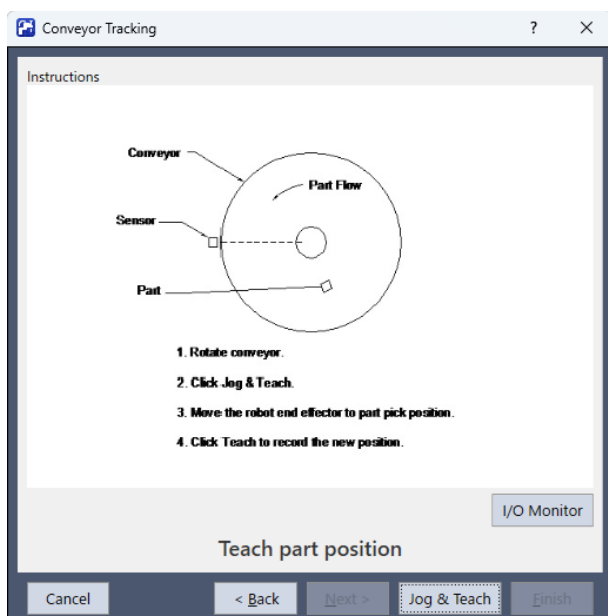 Conveyor Tracking
?
Instructions
Conveyor
Part Flow
Sensor
Part
1. Rotate conveyor.
2. Click Jog & Teach.
3. Move the robot end effector to part pick position.
4. Click Teach to record the new position.
I/O Monitor
Teach part position
Cancel
< Back
Next >
Jog & Teach
Finish